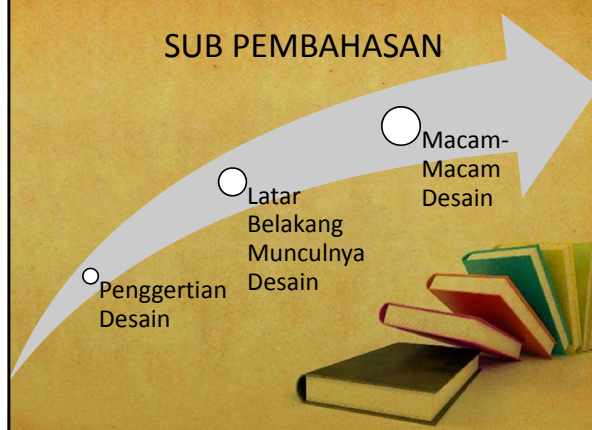 SUB PEMBAHASAN
Penggertian
Desain
Latar
Belakang
Munculnya
Desain
Macam-
Macam
Desain